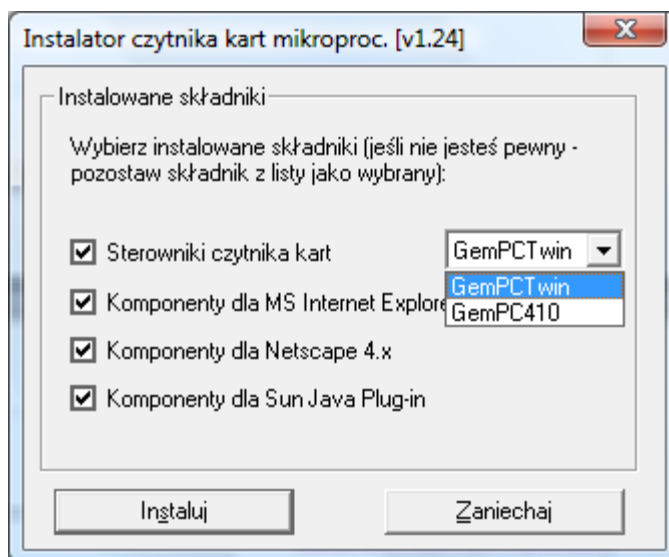 Instalator czytnika kart mikroproc. [v1.24]
Instalowane składniki
Wybierz instalowane składniki (jeśli nie jesteś pewny -
pozostaw składnik z listy jako wybrany):
Sterowniki czytnika kart GemPCTwin
GemPCTwin
Komponenty dla MS Internet Explore
GemPC410
Komponenty dla Netscape 4.x
Komponenty dla Sun Java Plug-in
Instaluj Zaniechaj